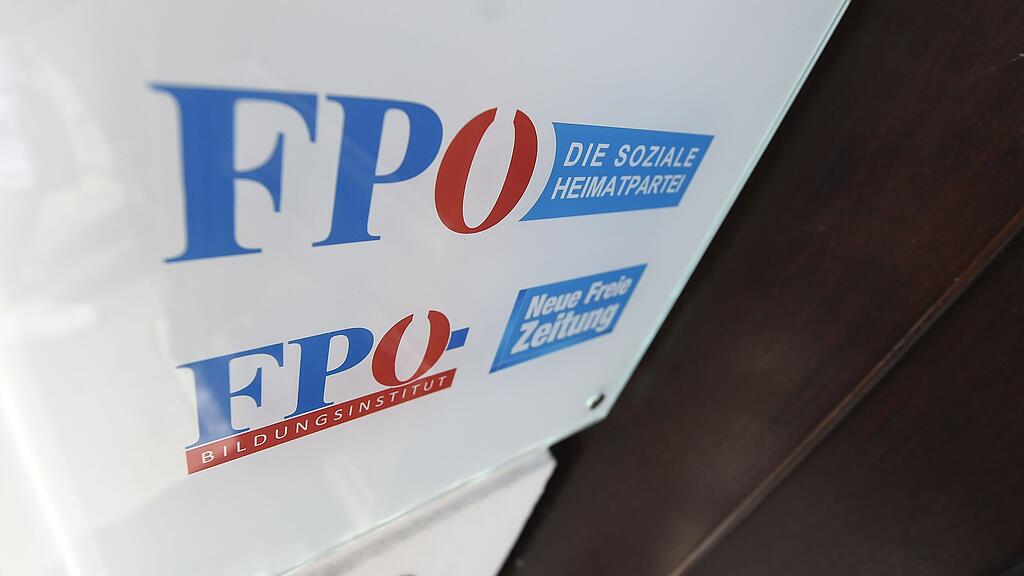 FPÖ
DIE SOZIALE
HEIMATPARTEI
Neue Freie
Zeitung
FPÖ-
BILDUNGSINSTITUT